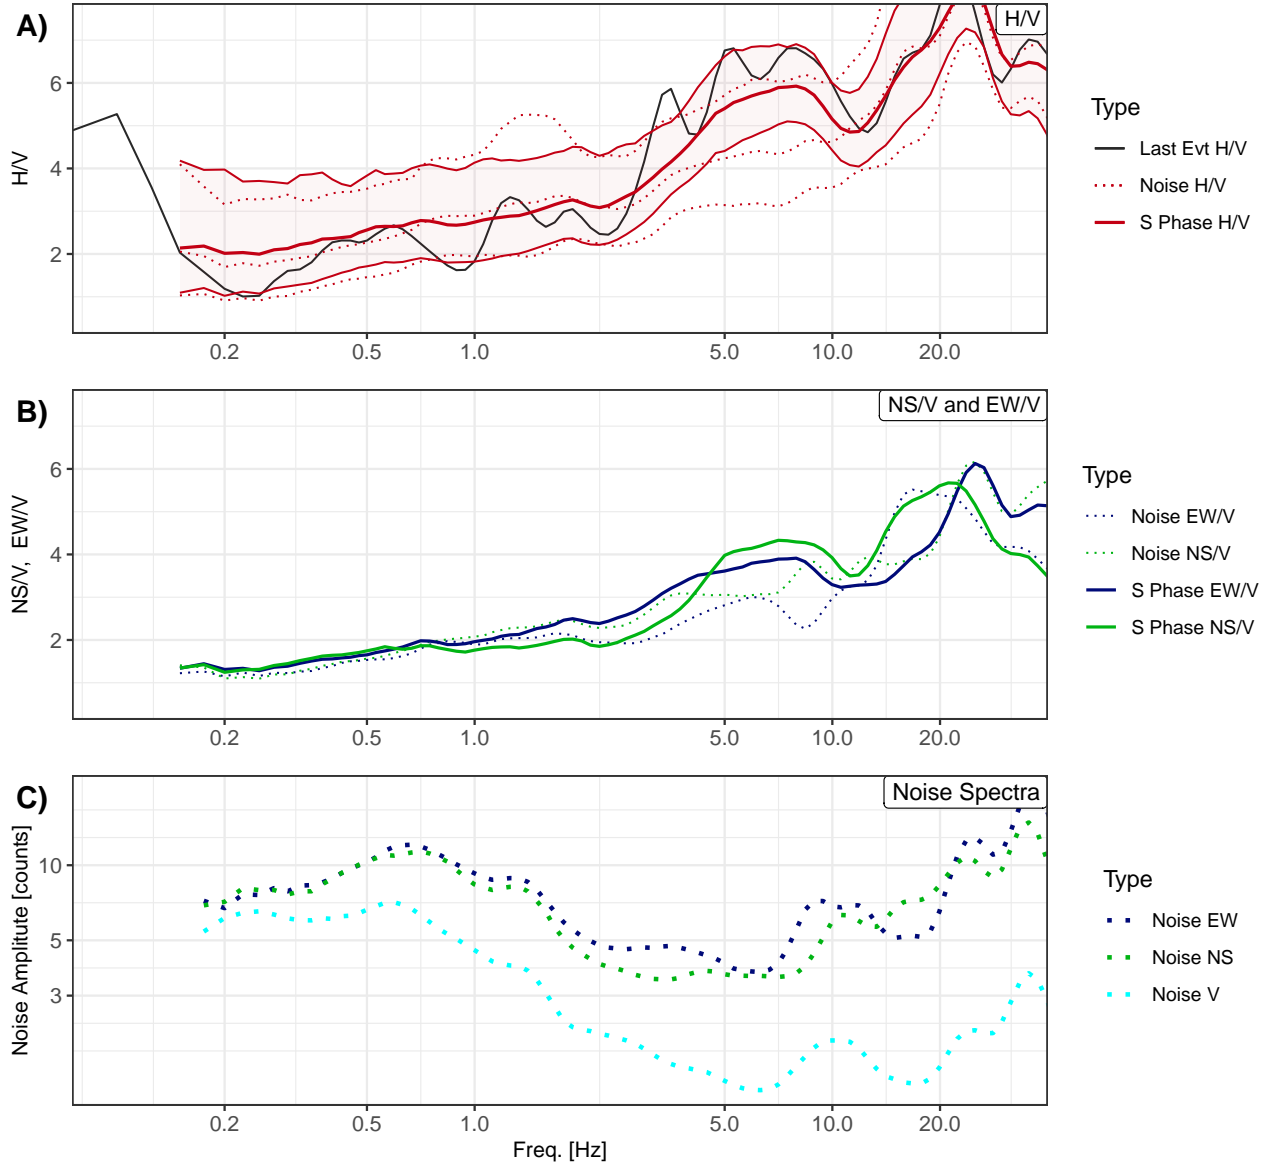 A)
H/V
H/V
6
4
2
0.2 0.5 1.0 5.0 10.0 20.0
Type
Last Evt H/V
Noise H/V
S Phase H/V
B)
NS/V and EW/V
NS/V, EW/V
6
4
2
0.2 0.5 1.0 5.0 10.0 20.0
Type
Noise EW/V
Noise NS/V
S Phase EW/V
S Phase NS/V
C)
Noise Spectra
Noise Amplitude [counts]
10
5
3
0.2 0.5 1.0 5.0 10.0 20.0
Freq. [Hz]
Type
Noise EW
Noise NS
Noise V